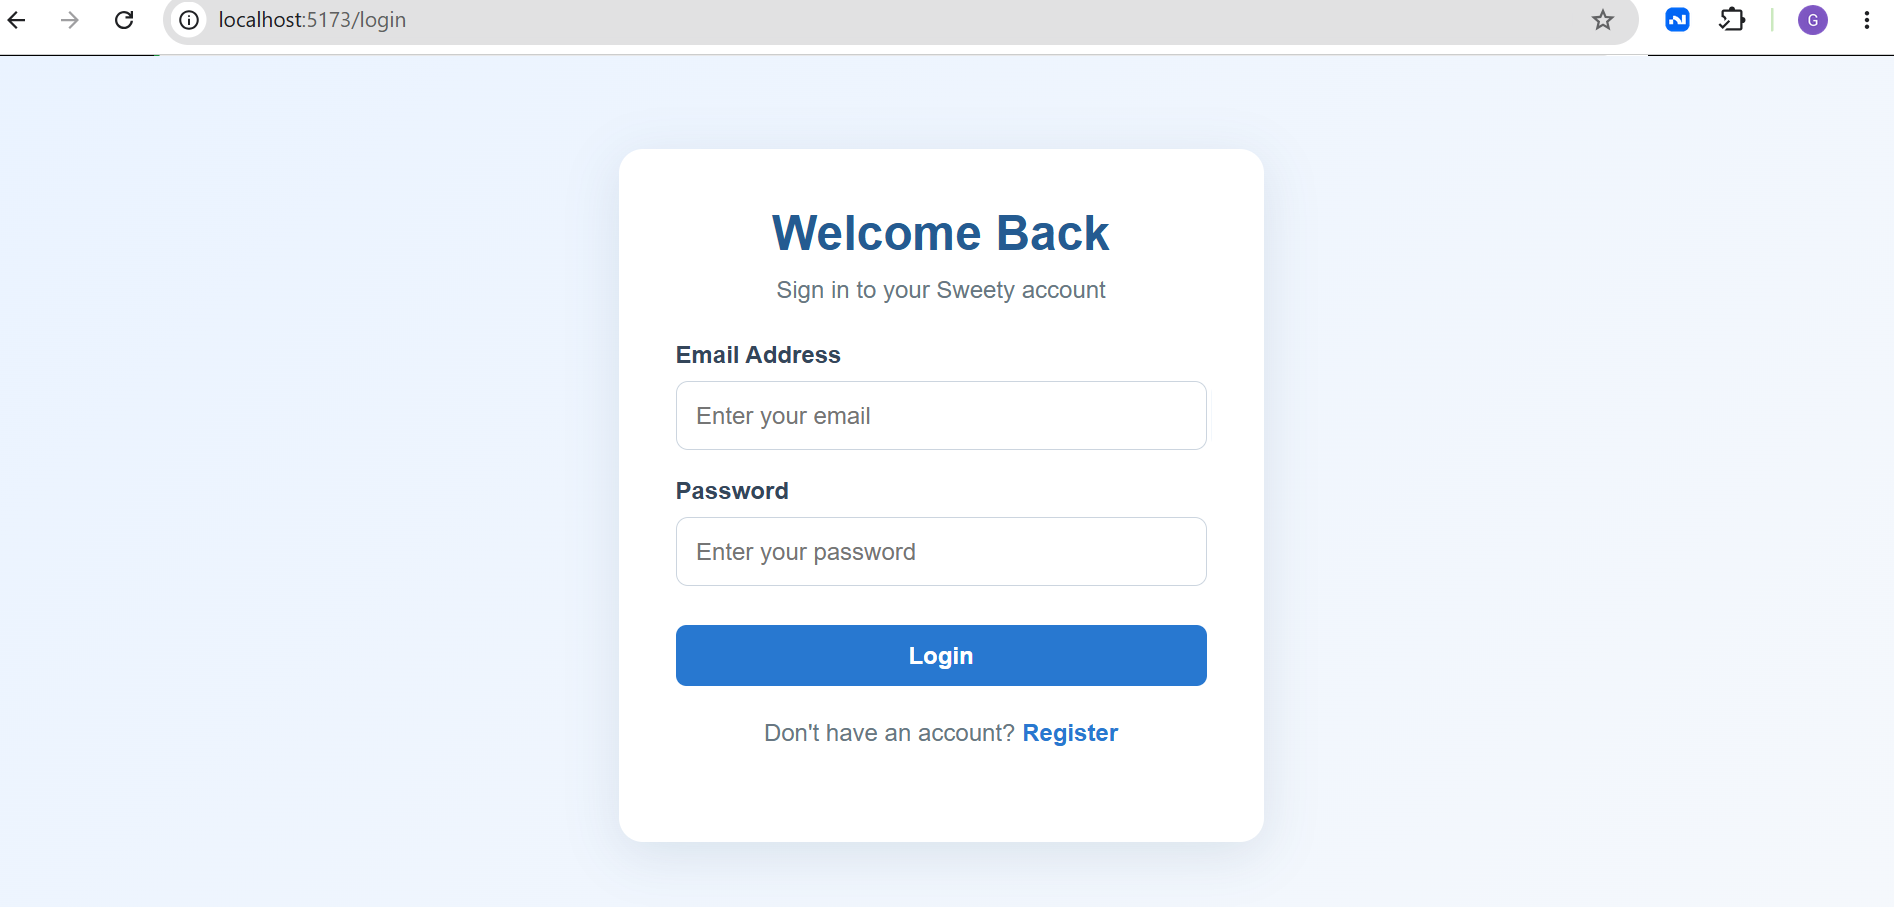 localhost:5173/login
G
Welcome Back
Sign in to your Sweety account
Email Address
Enter your email
Password
Enter your password
Login
Don't have an account? Register